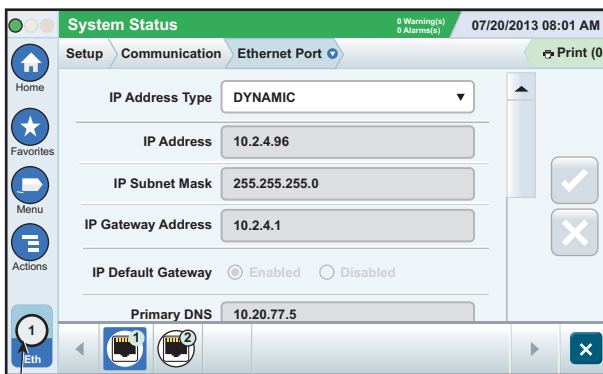 System Status
0 Warning(s)
0 Alarms(s)
07/20/2013 08:01 AM
Setup Communication Ethernet Port
Print (0
Home
Favorites
Menu
Actions
1
Eth
IP Address Type DYNAMIC
IP Address 10.2.4.96
IP Subnet Mask 255.255.255.0
IP Gateway Address 10.2.4.1
IP Default Gateway Enabled Disabled
Primary DNS 10.20.77.5
1 2